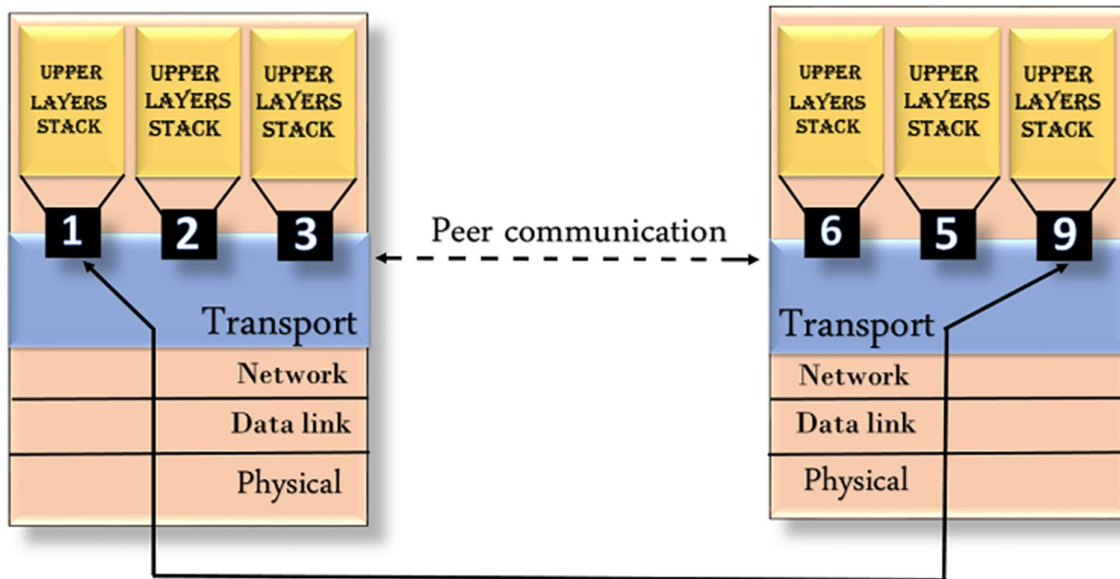 UPPER
LAYERS
STACK
UPPER
LAYERS
STACK
UPPER
LAYERS
STACK
1
2
3
Transport
Network
Data link
Physical
Peer communication
UPPER
LAYERS
STACK
UPPER
LAYERS
STACK
UPPER
LAYERS
STACK
6
5
9
Transport
Network
Data link
Physical